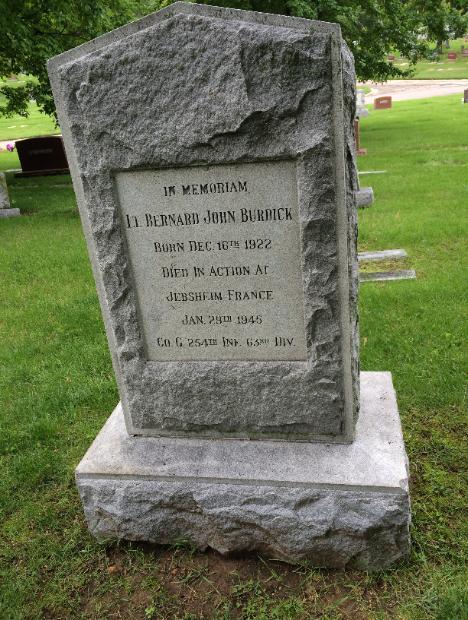 IN MEMORIAM
LT. BERNARD JOHN BURDICK
BORN DEC. 16TH 1922
DIED IN ACTION AT
JEBSHEIM FRANCE
JAN. 29TH 1945
CO. G. 254TH INF. 63RD DIV.